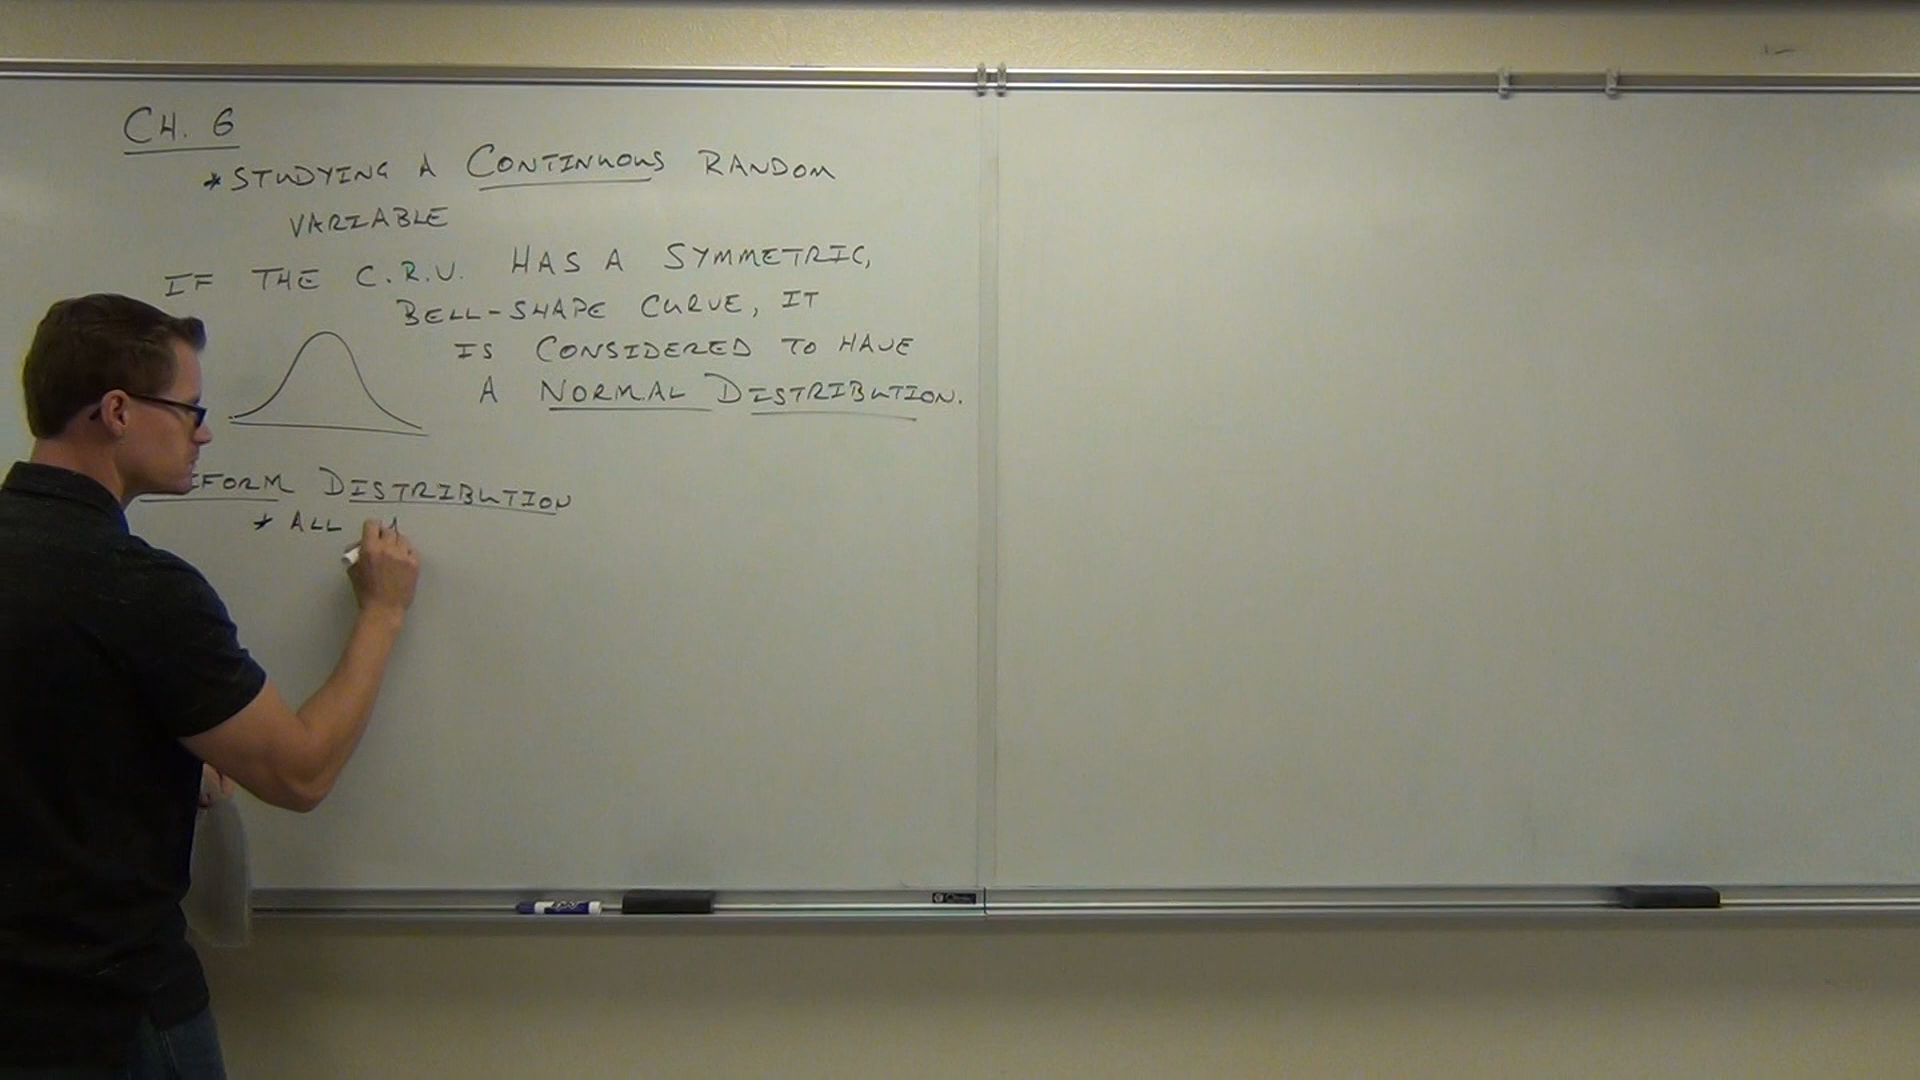 CH. 6
* STUDYING A CONTINUOUS RANDOM
VARIABLE
IF THE C.R.V. HAS A SYMMETRIC,
BELL-SHAPE CURVE, IT
IS CONSIDERED TO HAVE
A NORMAL DISTRIBUTION.
IFORM DISTRIBUTION
* ALL